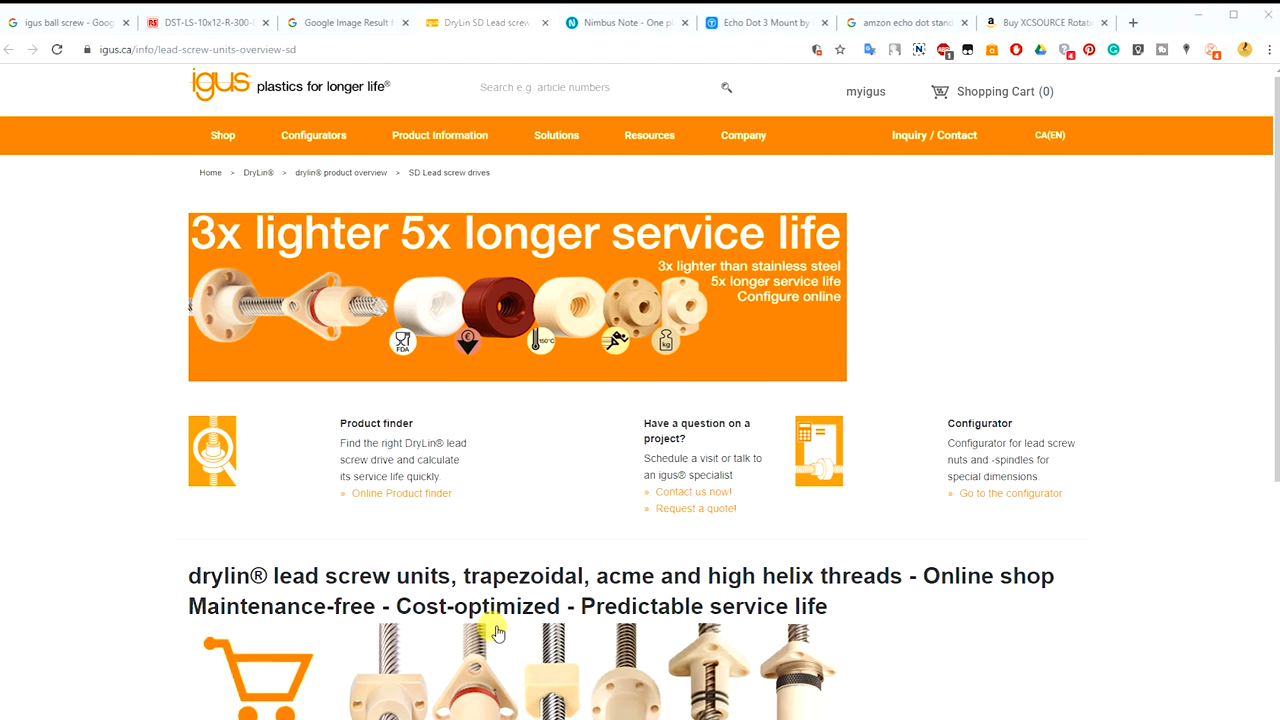 igus ball screw - Goog
DST-LS-10x12-R-300-
Google Image Result f
DryLin SD Lead screw
Nimbus Note - One pl
Echo Dot 3 Mount by
amzon echo dot stand
Buy XCSOURCE Rotati
igus.ca/info/lead-screw-units-overview-sd
igus plastics for longer life®
Search e.g. article numbers
myigus
Shopping Cart (0)
Shop
Configurators
Product Information
Solutions
Resources
Company
Inquiry / Contact
CA(EN)
Home > DryLin® > drylin® product overview > SD Lead screw drives
3x lighter 5x longer service life
3x lighter than stainless steel
5x longer service life
Configure online
FDA
€
150°C
kg
Product finder
Find the right DryLin® lead
screw drive and calculate
its service life quickly.
» Online Product finder
Have a question on a
project?
Schedule a visit or talk to
an igus® specialist
» Contact us now!
» Request a quote!
Configurator
Configurator for lead screw
nuts and -spindles for
special dimensions.
» Go to the configurator
drylin® lead screw units, trapezoidal, acme and high helix threads - Online shop
Maintenance-free - Cost-optimized - Predictable service life